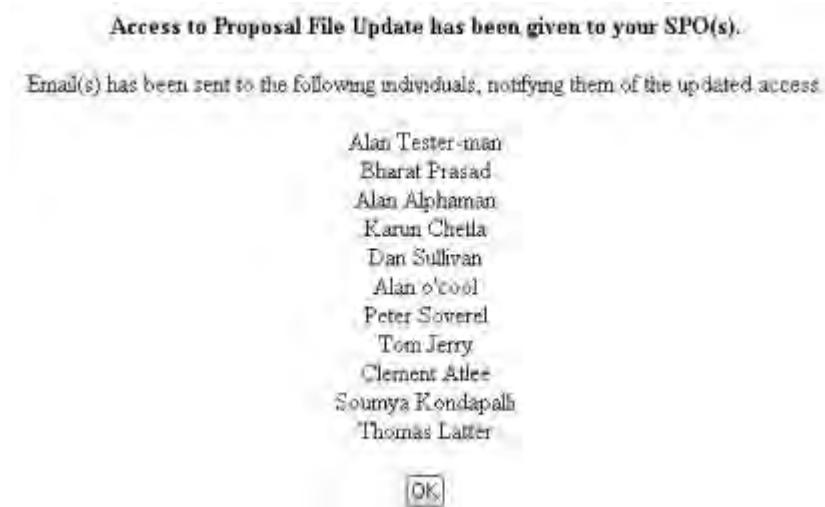 Access to Proposal File Update has been given to your SPO(s).
Email(s) has been sent to the following individuals, notifying them of the updated access
Alan Tester-man
Bharat Prasad
Alan Alphaman
Karun Chetla
Dan Sullivan
Alan o'cool
Peter Soverel
Tom Jerry
Clement Atlee
Soumya Kondapalli
Thomas Latter
OK